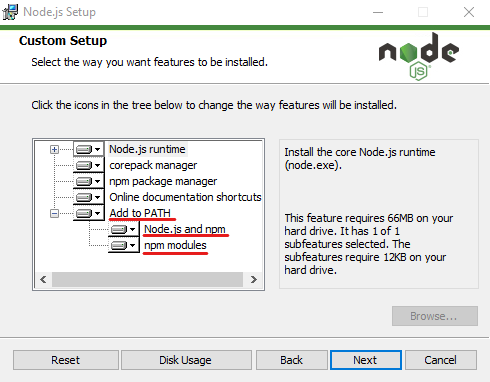 Node.js Setup
Custom Setup
Select the way you want features to be installed.
node
JS
®
Click the icons in the tree below to change the way features will be installed.
Node.js runtime
corepack manager
npm package manager
Online documentation shortcuts
Add to PATH
Node.js and npm
npm modules
Install the core Node.js runtime
(node.exe).
This feature requires 66MB on your
hard drive. It has 1 of 1
subfeatures selected. The
subfeatures require 12KB on your
hard drive.
Browse...
Reset
Disk Usage
Back
Next
Cancel